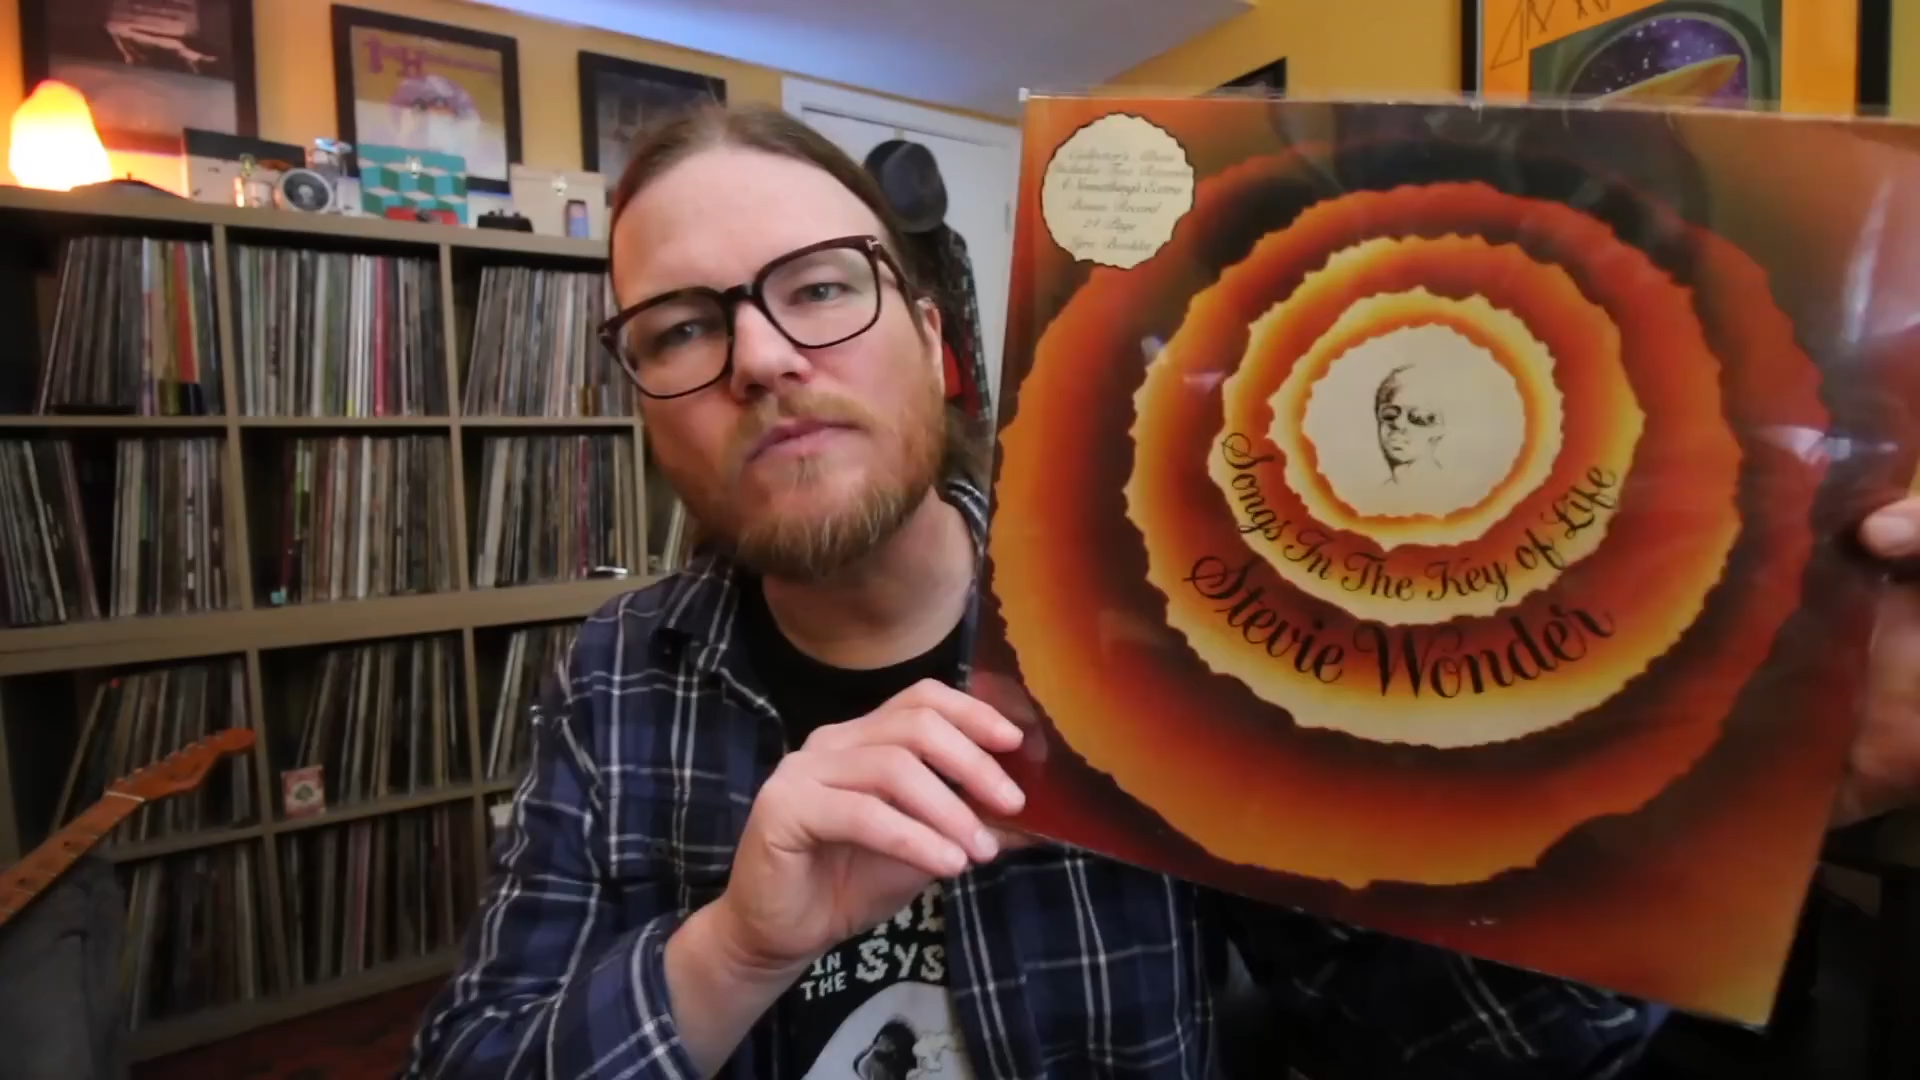 Collector's Album
Includes Two Records
& Something's Extra
Bonus Record
24 Page
Lyric Booklet
Songs In The Key of Life
Stevie Wonder
IN
THE SYS